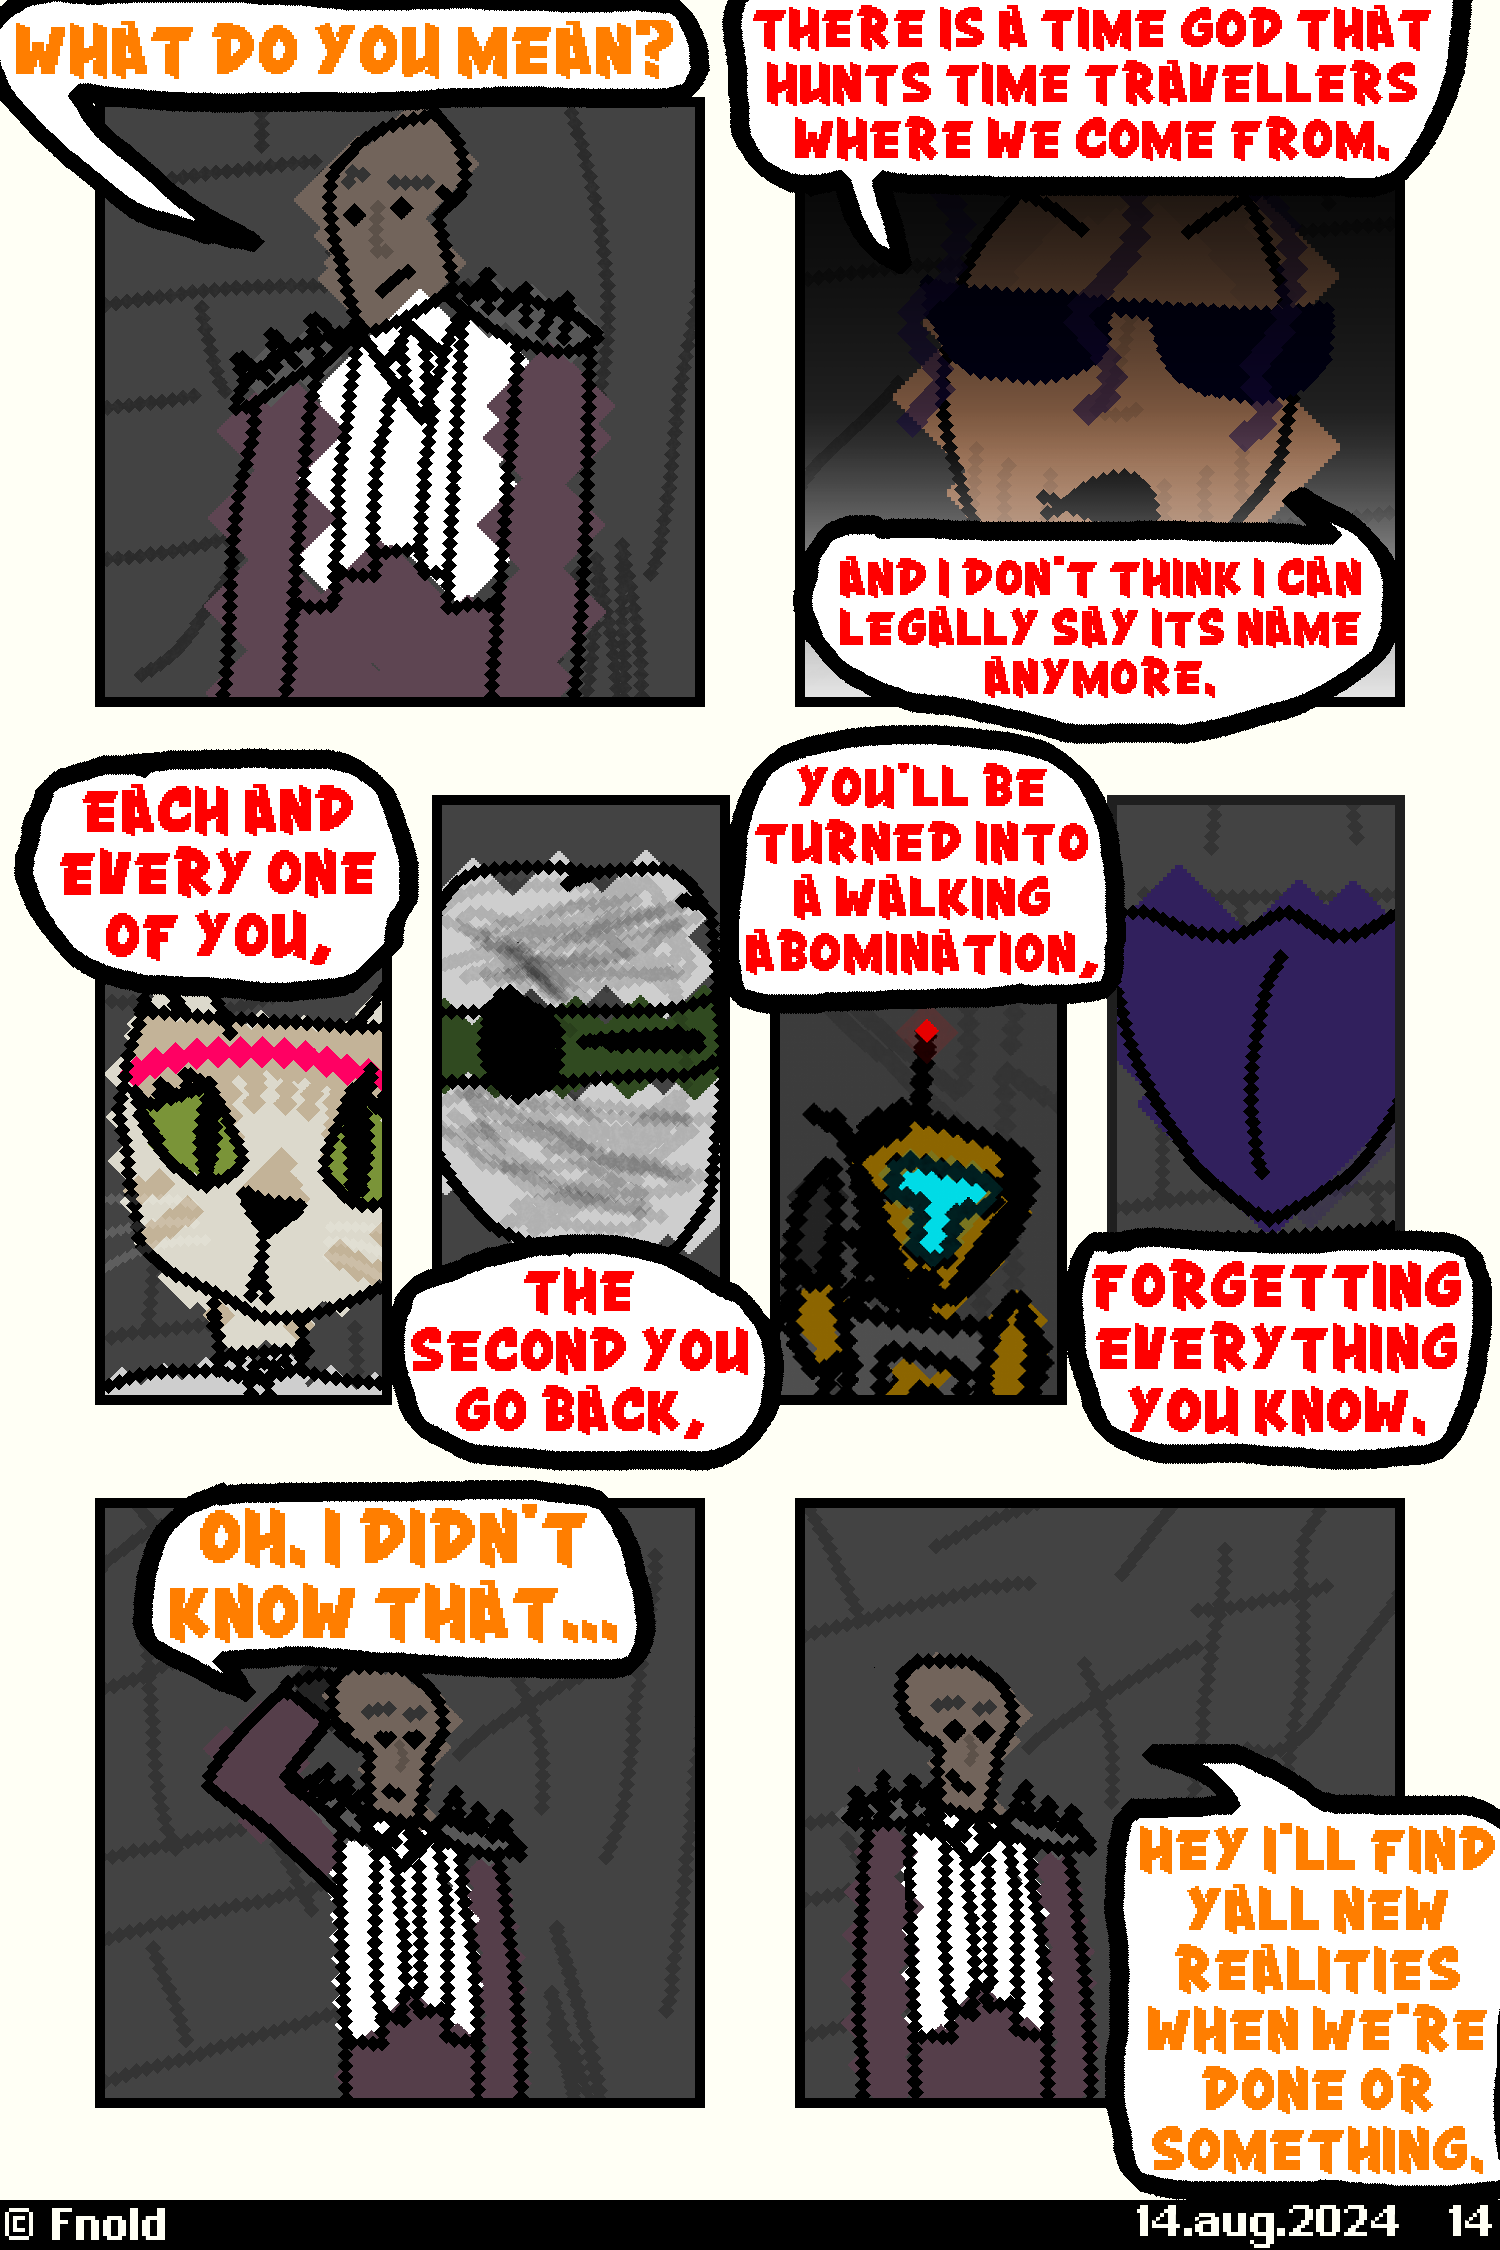 WHAT DO YOU MEAN?
THERE IS A TIME GOD THAT
HUNTS TIME TRAVELLERS
WHERE WE COME FROM.
AND I DON'T THINK I CAN
LEGALLY SAY ITS NAME
ANYMORE.
EACH AND
EVERY ONE
OF YOU,
THE
SECOND YOU
GO BACK,
YOU'LL BE
TURNED INTO
A WALKING
ABOMINATION,
FORGETTING
EVERYTHING
YOU KNOW.
OH. I DIDN'T
KNOW THAT...
HEY I'LL FIND
YALL NEW
REALITIES
WHEN WE'RE
DONE OR
SOMETHING.
© Fnold
14.aug.2024 14